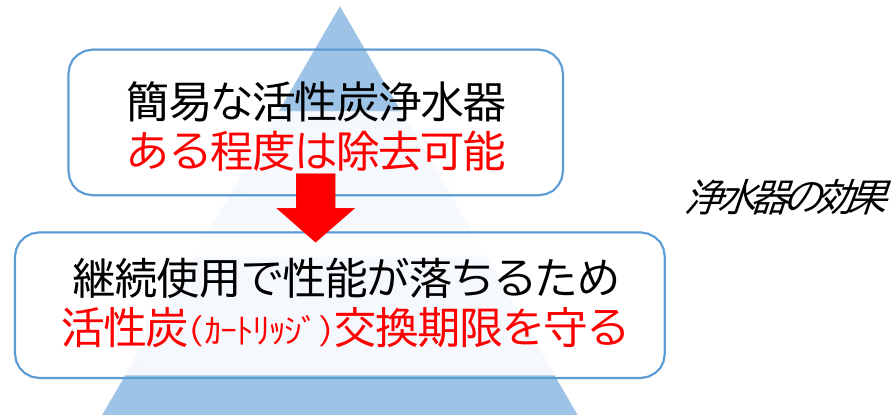 簡易な活性炭浄水器
ある程度は除去可能
浄水器の効果
継続使用で性能が落ちるため
活性炭(ｶｰﾄﾘｯｼﾞ)交換期限を守る